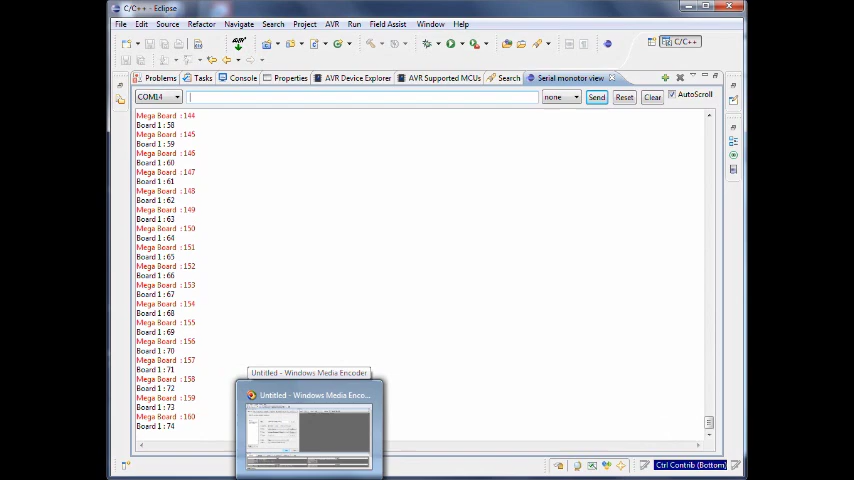 C/C++ - Eclipse
File Edit Source Refactor Navigate Search Project AVR Run Field Assist Window Help
C/C++
Problems Tasks Console Properties AVR Device Explorer AVR Supported MCUs Search Serial monotor view
COM14 none Send Reset Clear AutoScroll
Mega Board :144
Board 1:58
Mega Board :145
Board 1:59
Mega Board :146
Board 1:60
Mega Board :147
Board 1:61
Mega Board :148
Board 1:62
Mega Board :149
Board 1:63
Mega Board :150
Board 1:64
Mega Board :151
Board 1:65
Mega Board :152
Board 1:66
Mega Board :153
Board 1:67
Mega Board :154
Board 1:68
Mega Board :155
Board 1:69
Mega Board :156
Board 1:70
Mega Board :157
Board 1:71
Mega Board :158
Board 1:72
Mega Board :159
Board 1:73
Mega Board :160
Board 1:74
Untitled - Windows Media Encoder
Untitled - Windows Media Enco...
Ctrl Contrib (Bottom)